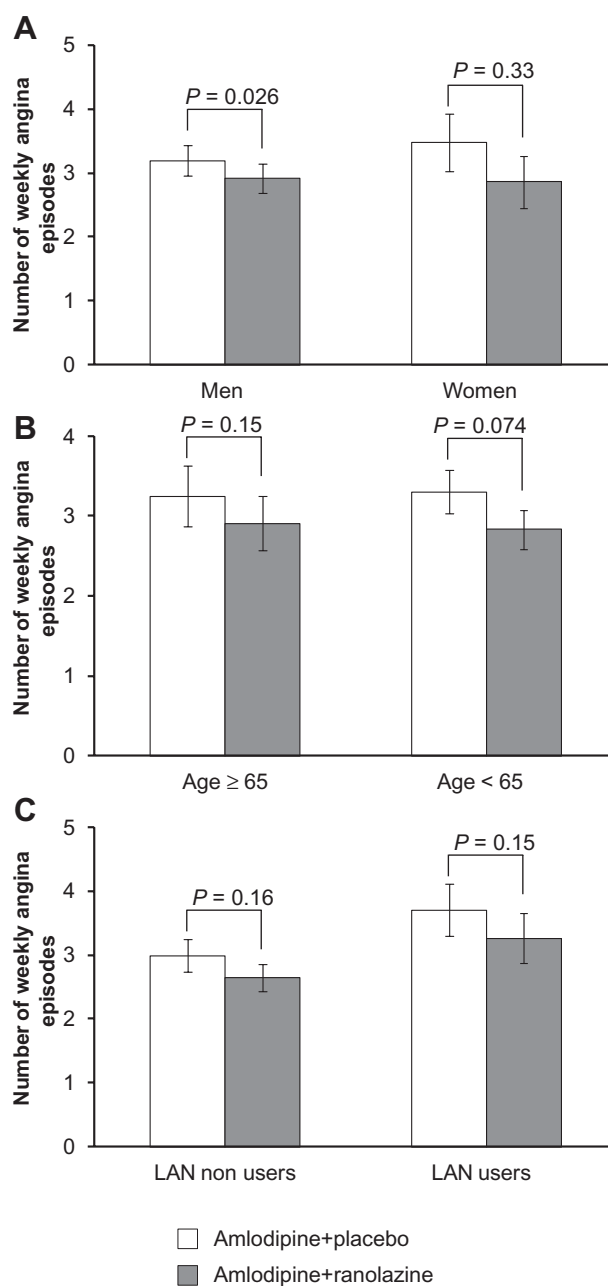 A
Number of weekly angina
episodes
5
4
3
2
1
0
P = 0.026
P = 0.33
Men
Women
B
Number of weekly angina
episodes
4
3
2
1
0
P = 0.15
P = 0.074
Age ≥ 65
Age < 65
C
Number of weekly angina
episodes
5
4
3
2
1
0
P = 0.16
P = 0.15
LAN non users
LAN users
Amlodipine+placebo
Amlodipine+ranolazine